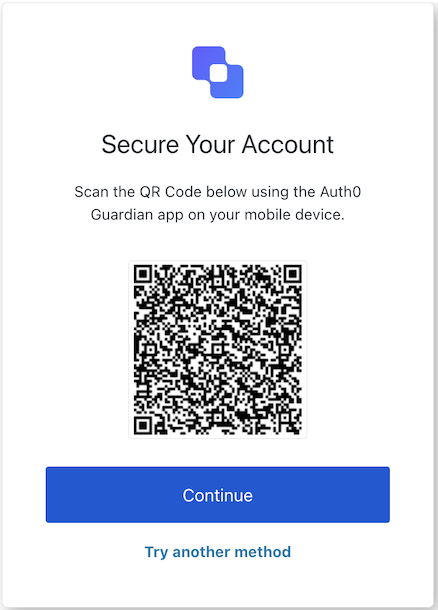 Secure Your Account
Scan the QR Code below using the Auth0
Guardian app on your mobile device.
Continue
Try another method